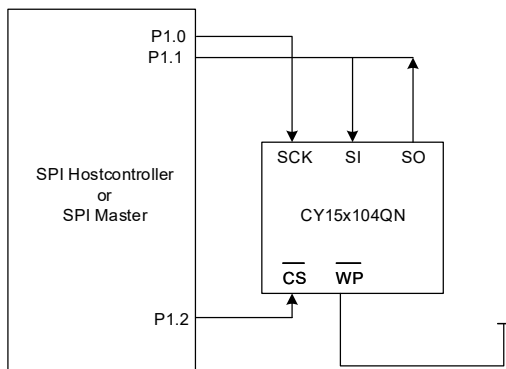 P1.0
P1.1
SCK SI SO
SPI Hostcontroller
or
SPI Master
CY15x104QN
CS WP
P1.2